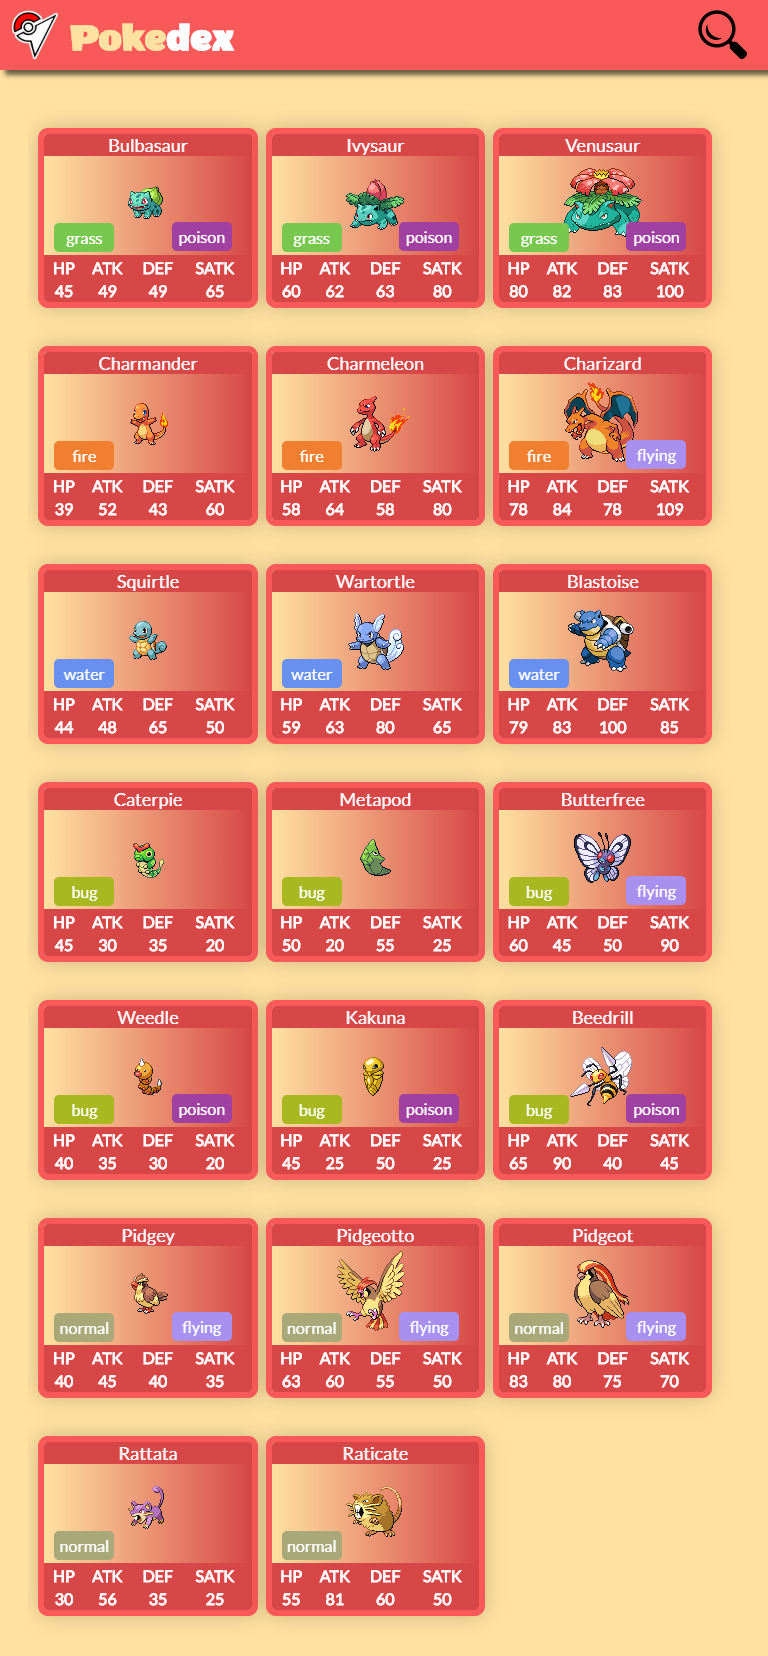 Pokedex
Bulbasaur Ivysaur Venusaur
grass poison grass poison grass poison
HP ATK DEF SATK HP ATK DEF SATK HP ATK DEF SATK
45 49 49 65 60 62 63 80 80 82 83 100
Charmander Charmeleon Charizard
fire fire fire flying
HP ATK DEF SATK HP ATK DEF SATK HP ATK DEF SATK
39 52 43 60 58 64 58 80 78 84 78 109
Squirtle Wartortle Blastoise
water water water
HP ATK DEF SATK HP ATK DEF SATK HP ATK DEF SATK
44 48 65 50 59 63 80 65 79 83 100 85
Caterpie Metapod Butterfree
bug bug bug flying
HP ATK DEF SATK HP ATK DEF SATK HP ATK DEF SATK
45 30 35 20 50 20 55 25 60 45 50 90
Weedle Kakuna Beedrill
bug poison bug poison bug poison
HP ATK DEF SATK HP ATK DEF SATK HP ATK DEF SATK
40 35 30 20 45 25 50 25 65 90 40 45
Pidgey Pidgeotto Pidgeot
normal flying normal flying normal flying
HP ATK DEF SATK HP ATK DEF SATK HP ATK DEF SATK
40 45 40 35 63 60 55 50 83 80 75 70
Rattata Raticate
normal normal
HP ATK DEF SATK HP ATK DEF SATK
30 56 35 25 55 81 60 50